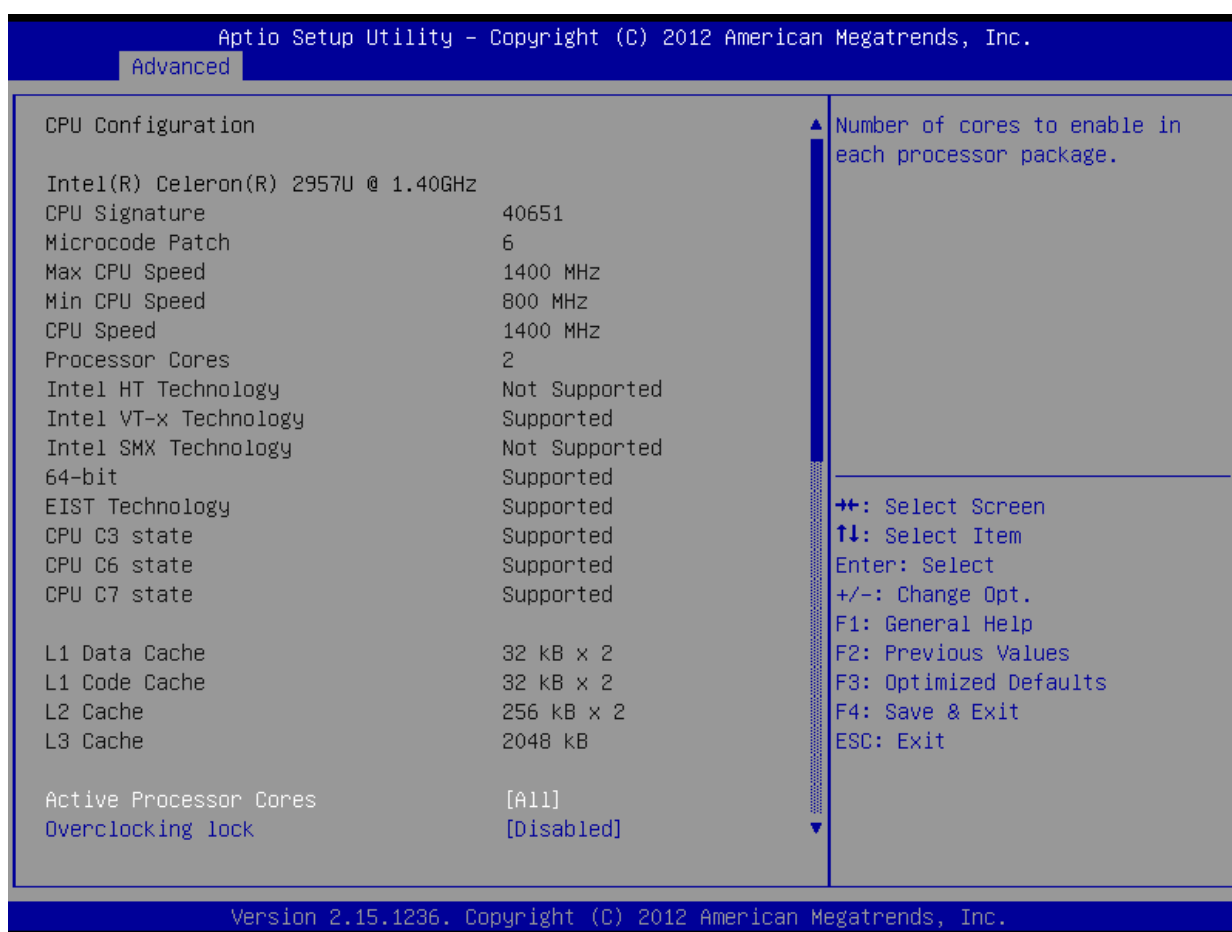 Aptio Setup Utility – Copyright (C) 2012 American Megatrends, Inc.
Advanced
CPU Configuration
Intel(R) Celeron(R) 2957U @ 1.40GHz
CPU Signature 40651
Microcode Patch 6
Max CPU Speed 1400 MHz
Min CPU Speed 800 MHz
CPU Speed 1400 MHz
Processor Cores 2
Intel HT Technology Not Supported
Intel VT-x Technology Supported
Intel SMX Technology Not Supported
64-bit Supported
EIST Technology Supported
CPU C3 state Supported
CPU C6 state Supported
CPU C7 state Supported
L1 Data Cache 32 kB x 2
L1 Code Cache 32 kB x 2
L2 Cache 256 kB x 2
L3 Cache 2048 kB
Active Processor Cores [All]
Overclocking lock [Disabled]
Number of cores to enable in
each processor package.
→←: Select Screen
↑↓: Select Item
Enter: Select
+/-: Change Opt.
F1: General Help
F2: Previous Values
F3: Optimized Defaults
F4: Save & Exit
ESC: Exit
Version 2.15.1236. Copyright (C) 2012 American Megatrends, Inc.